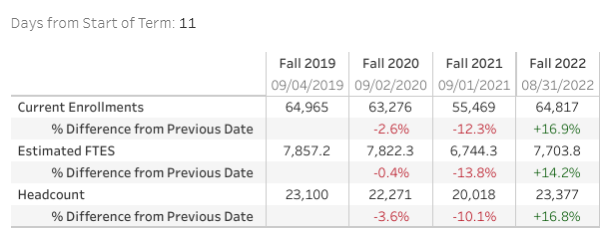 Days from Start of Term: 11
Fall 2019 Fall 2020 Fall 2021 Fall 2022
09/04/2019 09/02/2020 09/01/2021 08/31/2022
Current Enrollments 64,965 63,276 55,469 64,817
% Difference from Previous Date -2.6% -12.3% +16.9%
Estimated FTES 7,857.2 7,822.3 6,744.3 7,703.8
% Difference from Previous Date -0.4% -13.8% +14.2%
Headcount 23,100 22,271 20,018 23,377
% Difference from Previous Date -3.6% -10.1% +16.8%